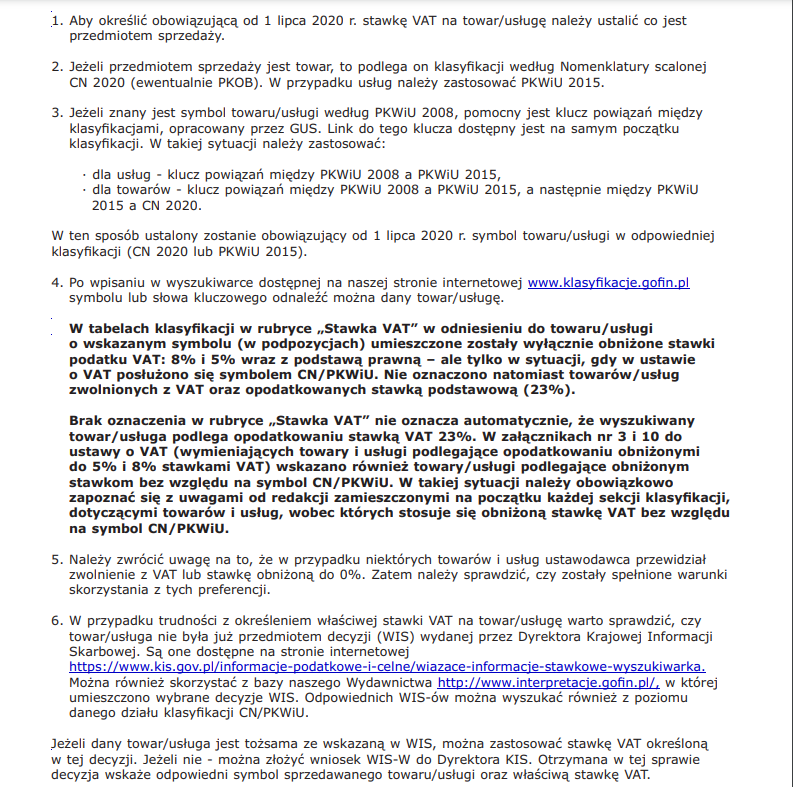 1. Aby określić obowiązującą od 1 lipca 2020 r. stawkę VAT na towar/usługę należy ustalić co jest
przedmiotem sprzedaży.
2. Jeżeli przedmiotem sprzedaży jest towar, to podlega on klasyfikacji według Nomenklatury scalonej
CN 2020 (ewentualnie PKOB). W przypadku usług należy zastosować PKWiU 2015.
3. Jeżeli znany jest symbol towaru/usługi według PKWiU 2008, pomocny jest klucz powiązań między
klasyfikacjami, opracowany przez GUS. Link do tego klucza dostępny jest na samym początku
klasyfikacji. W takiej sytuacji należy zastosować:
· dla usług - klucz powiązań między PKWiU 2008 a PKWiU 2015,
· dla towarów - klucz powiązań między PKWiU 2008 a PKWiU 2015, a następnie między PKWiU
2015 a CN 2020.
W ten sposób ustalony zostanie obowiązujący od 1 lipca 2020 r. symbol towaru/usługi w odpowiedniej
klasyfikacji (CN 2020 lub PKWiU 2015).
4. Po wpisaniu w wyszukiwarce dostępnej na naszej stronie internetowej www.klasyfikacje.gofin.pl
symbolu lub słowa kluczowego odnaleźć można dany towar/usługę.
W tabelach klasyfikacji w rubryce „Stawka VAT” w odniesieniu do towaru/usługi
o wskazanym symbolu (w podpozycjach) umieszczone zostały wyłącznie obniżone stawki
podatku VAT: 8% i 5% wraz z podstawą prawną – ale tylko w sytuacji, gdy w ustawie
o VAT posłużono się symbolem CN/PKWiU. Nie oznaczono natomiast towarów/usług
zwolnionych z VAT oraz opodatkowanych stawką podstawową (23%).
Brak oznaczenia w rubryce „Stawka VAT” nie oznacza automatycznie, że wyszukiwany
towar/usługa podlega opodatkowaniu stawką VAT 23%. W załącznikach nr 3 i 10 do
ustawy o VAT (wymieniających towary i usługi podlegające opodatkowaniu obniżonymi
do 5% i 8% stawkami VAT) wskazano również towary/usługi podlegające obniżonym
stawkom bez względu na symbol CN/PKWiU. W takiej sytuacji należy obowiązkowo
zapoznać się z uwagami od redakcji zamieszczonymi na początku każdej sekcji klasyfikacji,
dotyczącymi towarów i usług, wobec których stosuje się obniżoną stawkę VAT bez względu
na symbol CN/PKWiU.
5. Należy zwrócić uwagę na to, że w przypadku niektórych towarów i usług ustawodawca przewidział
zwolnienie z VAT lub stawkę obniżoną do 0%. Zatem należy sprawdzić, czy zostały spełnione warunki
skorzystania z tych preferencji.
6. W przypadku trudności z określeniem właściwej stawki VAT na towar/usługę warto sprawdzić, czy
towar/usługa nie była już przedmiotem decyzji (WIS) wydanej przez Dyrektora Krajowej Informacji
Skarbowej. Są one dostępne na stronie internetowej
https://www.kis.gov.pl/informacje-podatkowe-i-celne/wiazace-informacje-stawkowe-wyszukiwarka.
Można również skorzystać z bazy naszego Wydawnictwa http://www.interpretacje.gofin.pl/, w której
umieszczono wybrane decyzje WIS. Odpowiednich WIS-ów można wyszukać również z poziomu
danego działu klasyfikacji CN/PKWiU.
Jeżeli dany towar/usługa jest tożsama ze wskazaną w WIS, można zastosować stawkę VAT określoną
w tej decyzji. Jeżeli nie - można złożyć wniosek WIS-W do Dyrektora KIS. Otrzymana w tej sprawie
decyzja wskaże odpowiedni symbol sprzedawanego towaru/usługi oraz właściwą stawkę VAT.